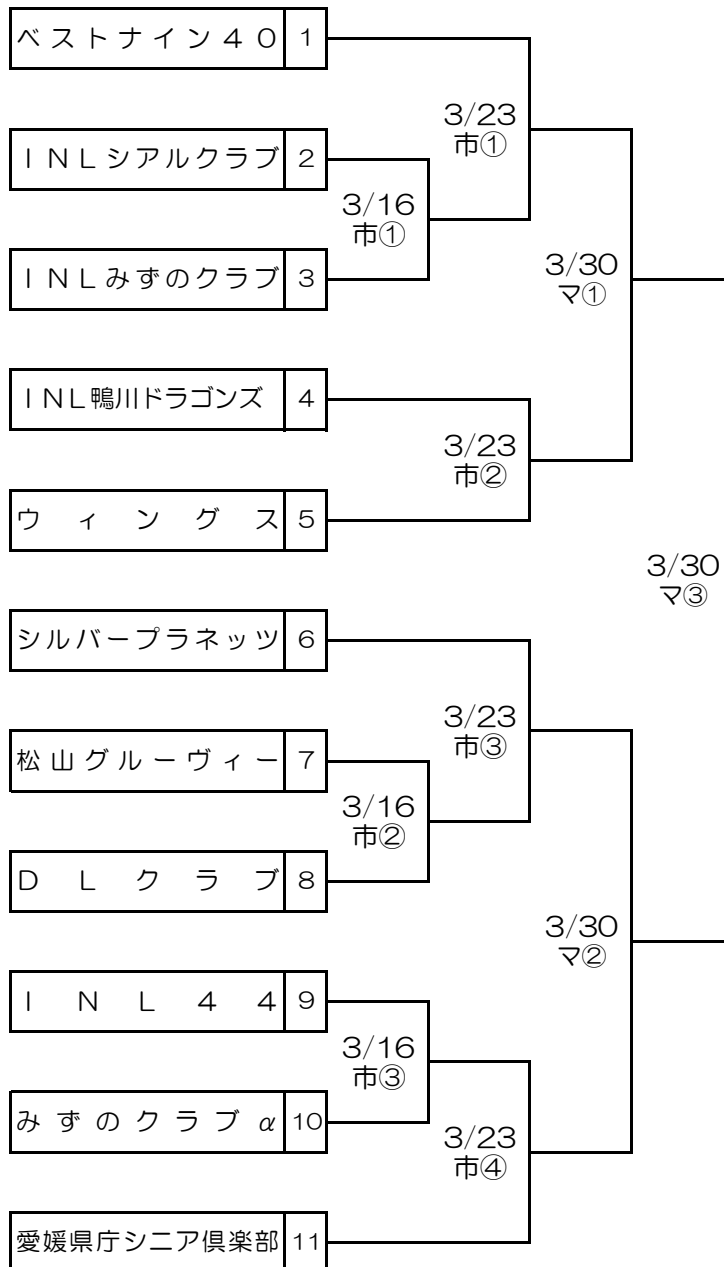 ベストナイン４０ 1
3/23
市①
ＩＮＬシアルクラブ 2
3/16
市①
ＩＮＬみずのクラブ 3
3/30
マ①
ＩＮＬ鴨川ドラゴンズ 4
3/23
市②
ウィングス 5
3/30
マ③
シルバープラネッツ 6
3/23
市③
松山グルーヴィー 7
3/16
市②
ＤＬクラブ 8
3/30
マ②
ＩＮＬ４４ 9
3/16
市③
みずのクラブα 10
3/23
市④
愛媛県庁シニア倶楽部 11